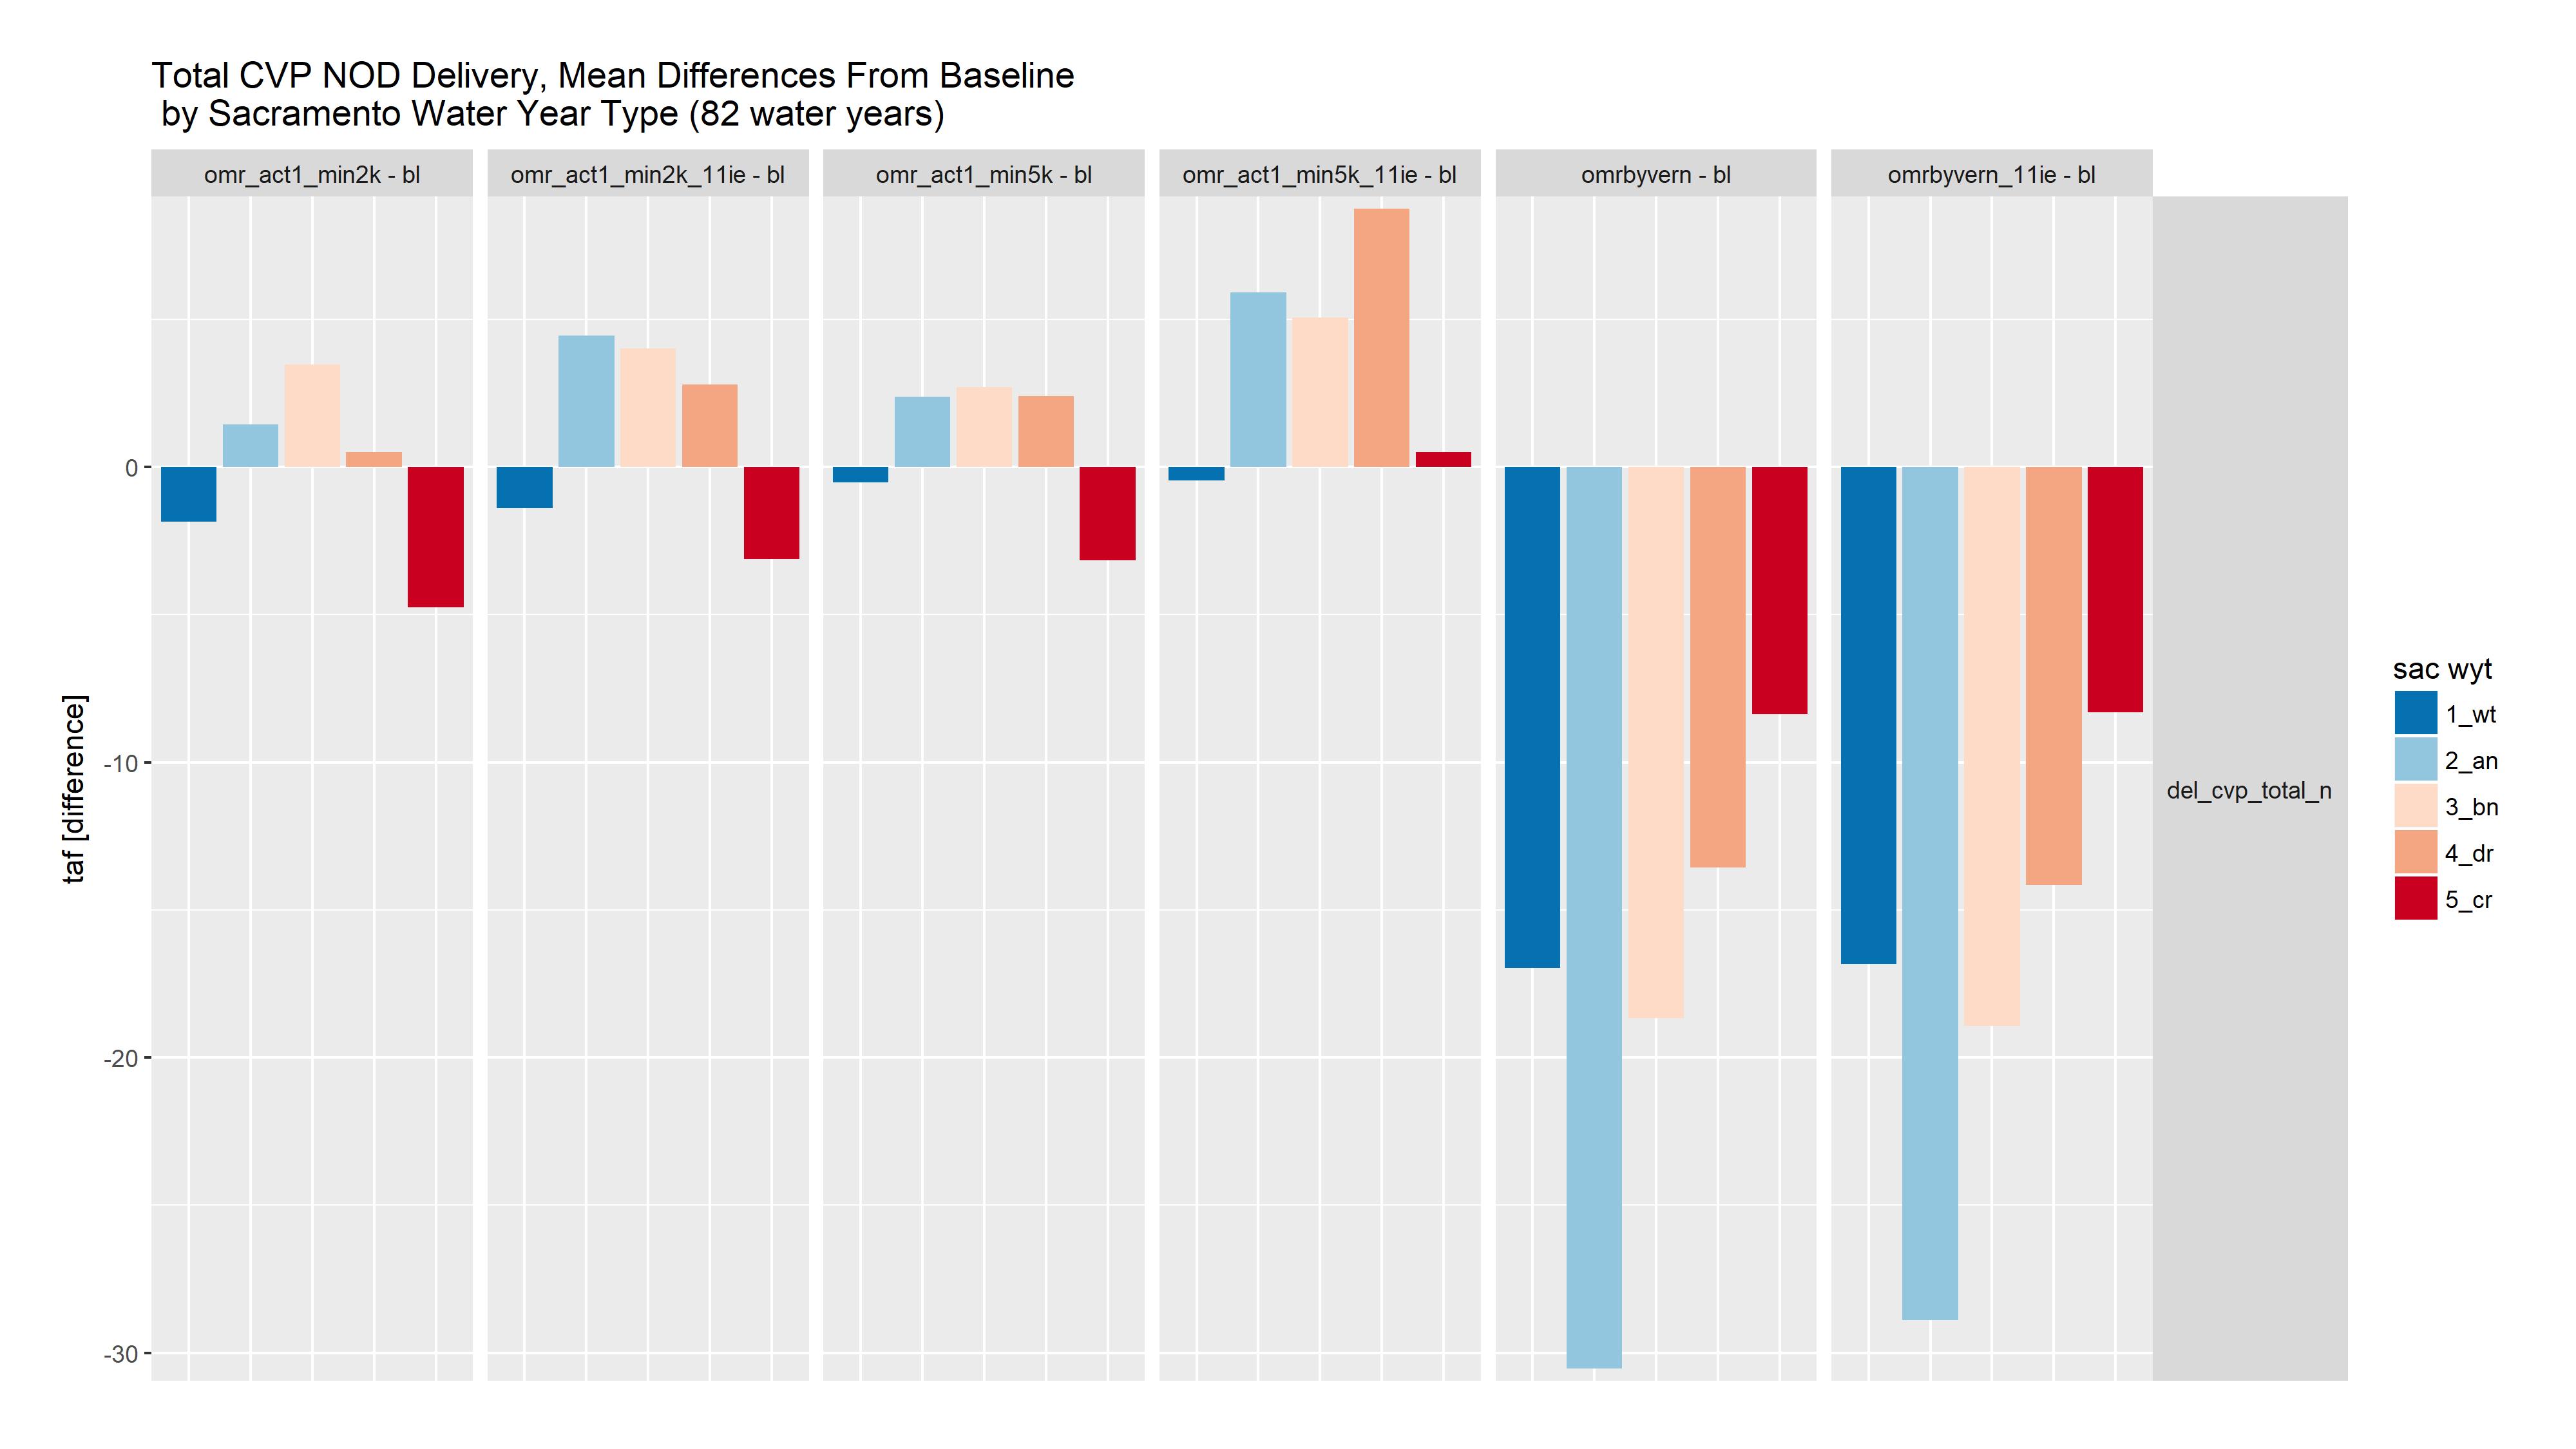 Total CVP NOD Delivery, Mean Differences From Baseline
by Sacramento Water Year Type (82 water years)
omr_act1_min2k - bl
omr_act1_min2k_11ie - bl
omr_act1_min5k - bl
omr_act1_min5k_11ie - bl
omrbyvern - bl
omrbyvern_11ie - bl
taf [difference]
0
-10
-20
-30
del_cvp_total_n
sac wyt
1_wt
2_an
3_bn
4_dr
5_cr